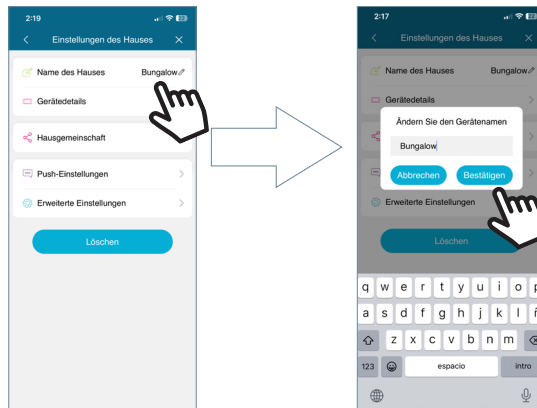 2:19
Einstellungen des Hauses
Name des Hauses Bungalow
Gerätedetails
Hausgemeinschaft
Push-Einstellungen
Erweiterte Einstellungen
Löschen
2:17
Einstellungen des Hauses
Name des Hauses Bungalow
Gerätedetails
Ändern Sie den Gerätenamen
Bungalow
Abbrechen Bestätigen
Erweiterte Einstellungen
Löschen
q w e r t y u i o p
a s d f g h j k l ñ
z x c v b n m
123 espacio intro